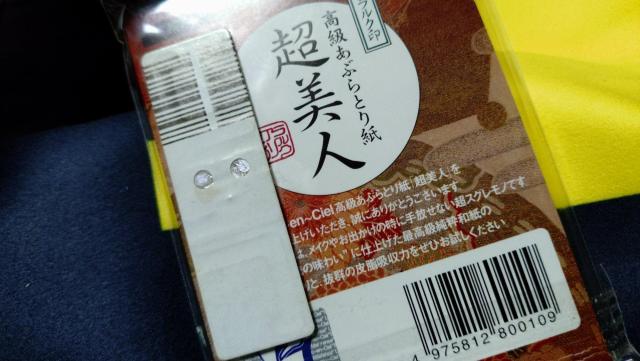 ラルク印
高級あぶらとり紙
超美人
en~Ciel高級あぶらとり紙"超美人"を
上げいただき、誠にありがとうございます。
は、メイクやお出かけの時に手放せない超スグレモノです
の味わい"に仕上げた最高級純粋和紙の
と、抜群の皮脂吸収力をぜひお試しください
4 975812 800109